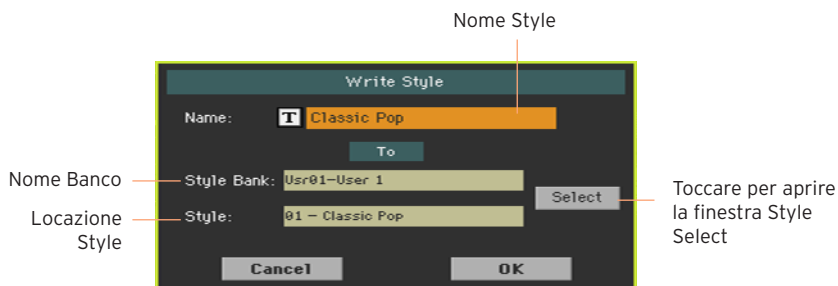 Nome Style
Write Style
Name: T Classic Pop
To
Nome Banco
Style Bank: Usr01-User 1
Select
Toccare per aprire
la finestra Style
Select
Locazione
Style
Style: 01 - Classic Pop
Cancel OK